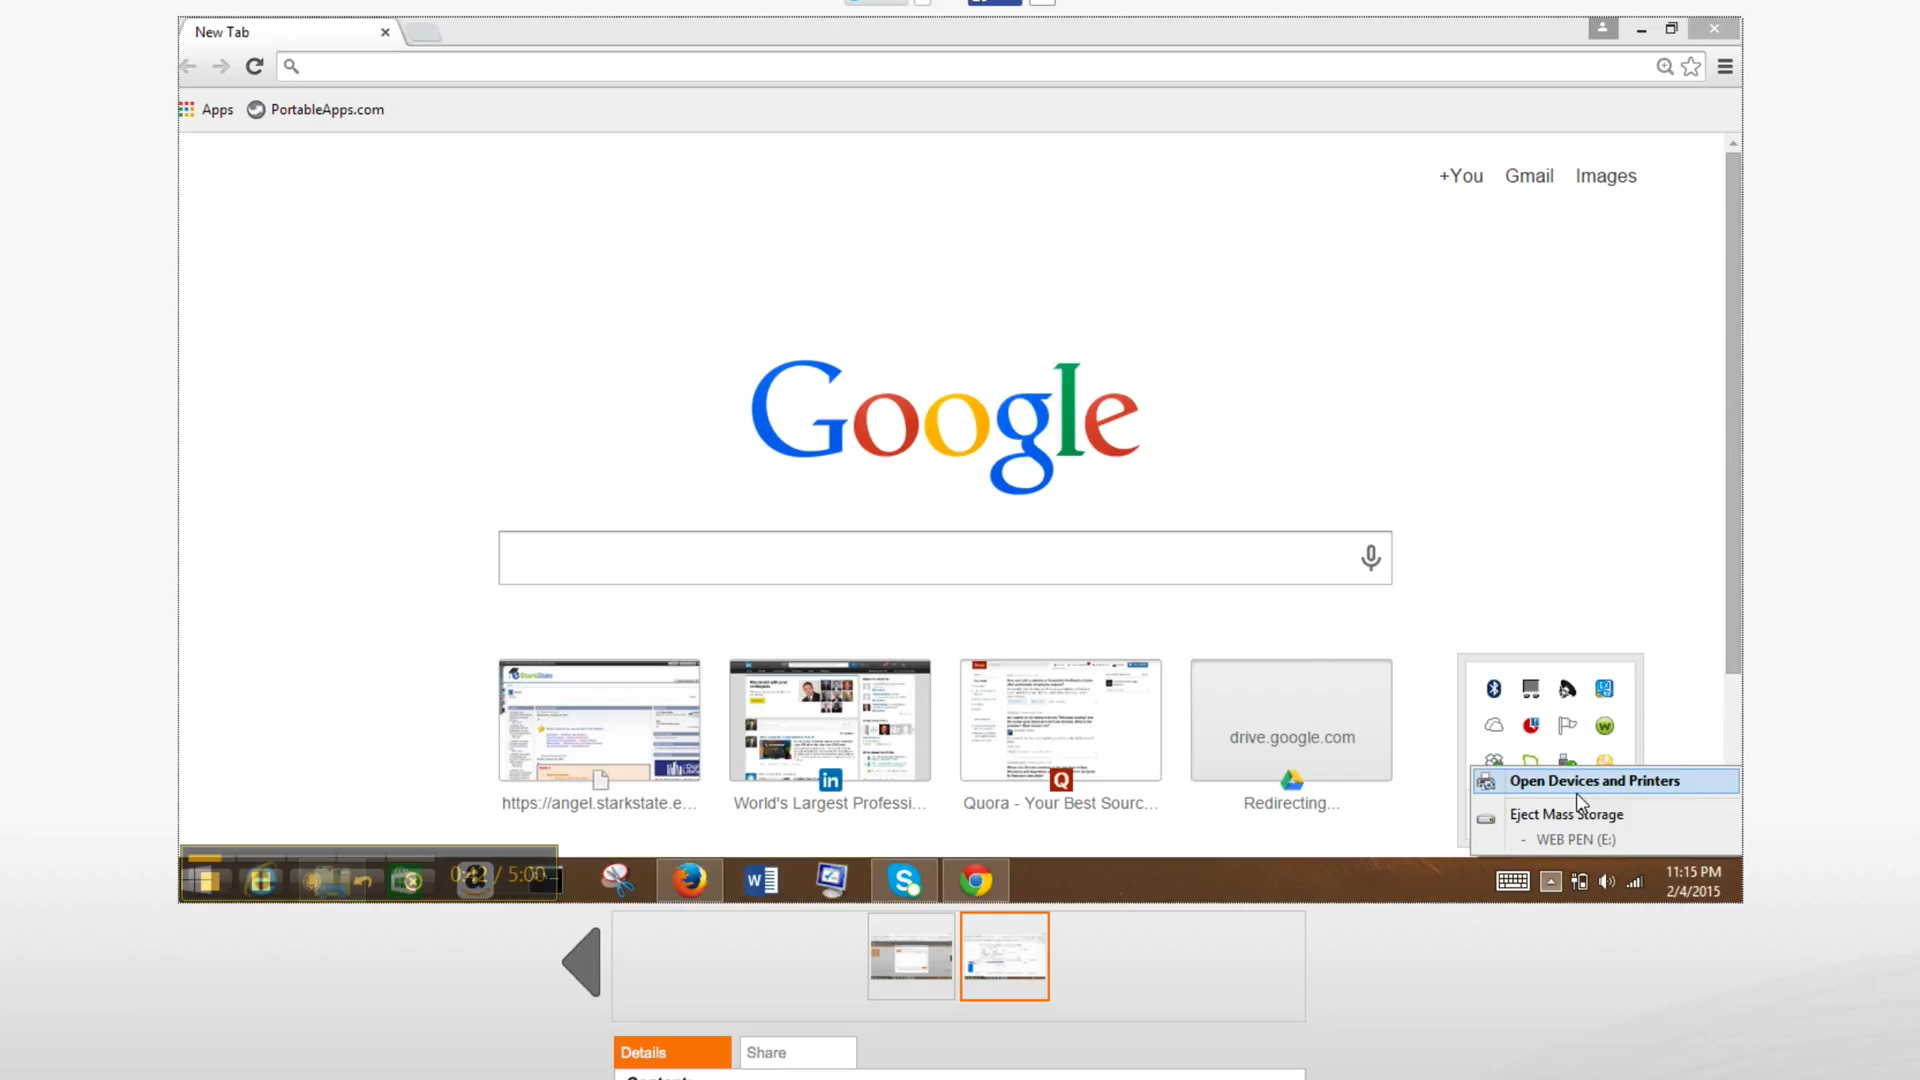 New Tab
Apps PortableApps.com
+You Gmail Images
Google
StarkState
drive.google.com
https://angel.starkstate.e... World's Largest Professi... Quora - Your Best Sourc... Redirecting...
Open Devices and Printers
Eject Mass Storage
- WEB PEN (E:)
0:42 / 5:00
11:15 PM
2/4/2015
Details Share